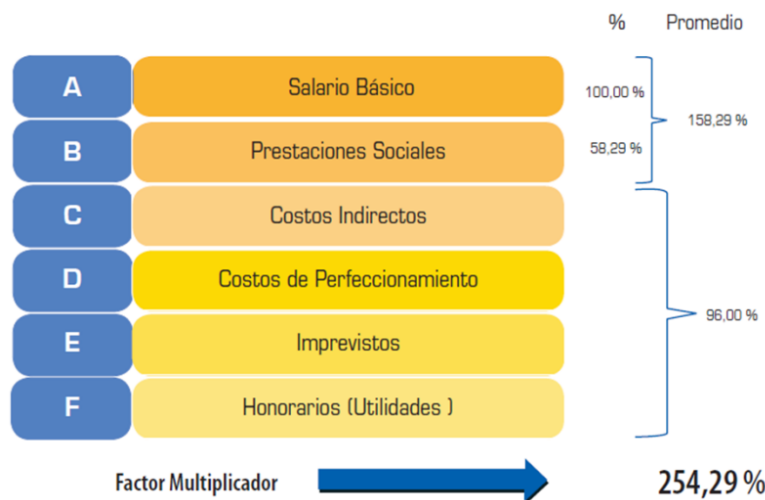 % Promedio
A Salario Básico 100,00 %
158,29 %
B Prestaciones Sociales 58,29 %
C Costos Indirectos
D Costos de Perfeccionamiento
96,00 %
E Imprevistos
F Honorarios (Utilidades )
Factor Multiplicador 254,29 %